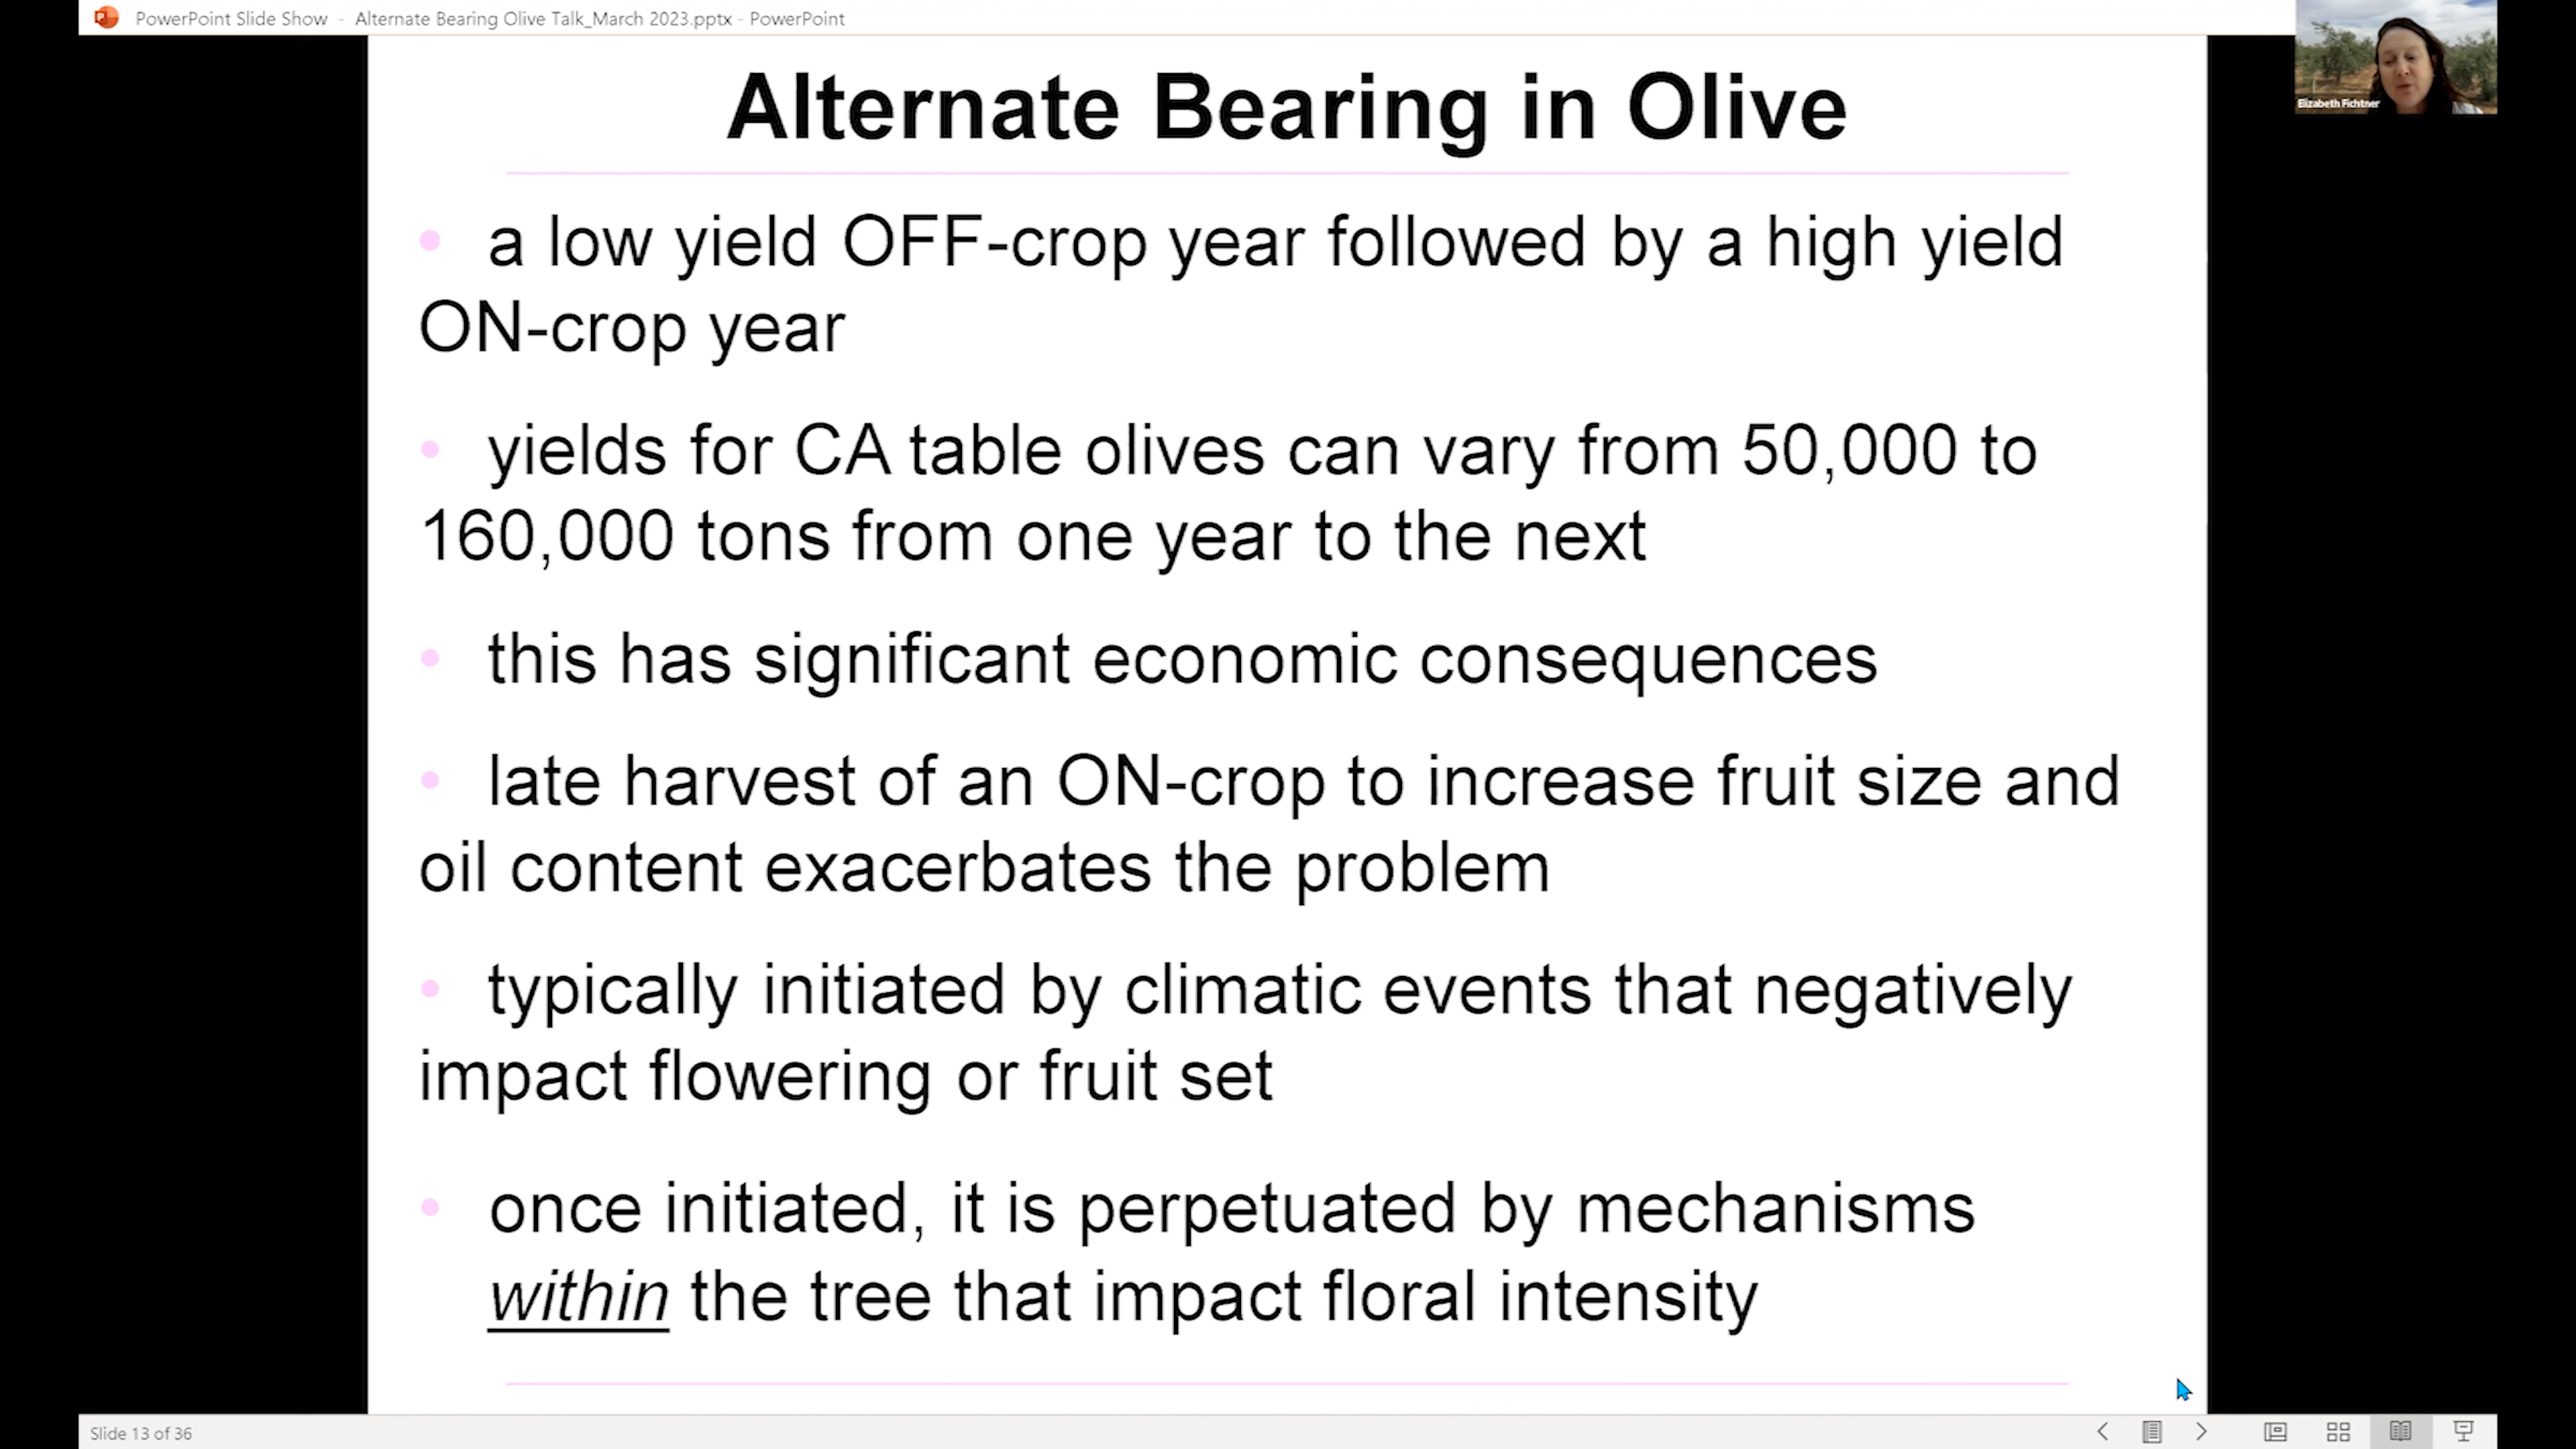 PowerPoint Slide Show - Alternate Bearing Olive Talk_March 2023.pptx - PowerPoint
Elizabeth Fichtner
Alternate Bearing in Olive
• a low yield OFF-crop year followed by a high yield
ON-crop year
• yields for CA table olives can vary from 50,000 to
160,000 tons from one year to the next
• this has significant economic consequences
• late harvest of an ON-crop to increase fruit size and
oil content exacerbates the problem
• typically initiated by climatic events that negatively
impact flowering or fruit set
• once initiated, it is perpetuated by mechanisms
within the tree that impact floral intensity
Slide 13 of 36